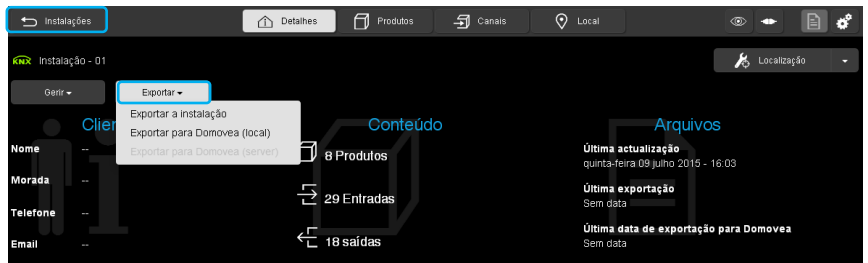 Instalações
Detalhes
Produtos
Canais
Local
KNX Instalação - 01
Localização
Gerir
Exportar
Exportar a instalação
Exportar para Domovea (local)
Exportar para Domovea (server)
Clien
Nome --
Morada --
Telefone --
Email --
Conteúdo
8 Produtos
29 Entradas
18 saídas
Arquivos
Última actualização
quinta-feira 09 julho 2015 - 16:03
Última exportação
Sem data
Última data de exportação para Domovea
Sem data